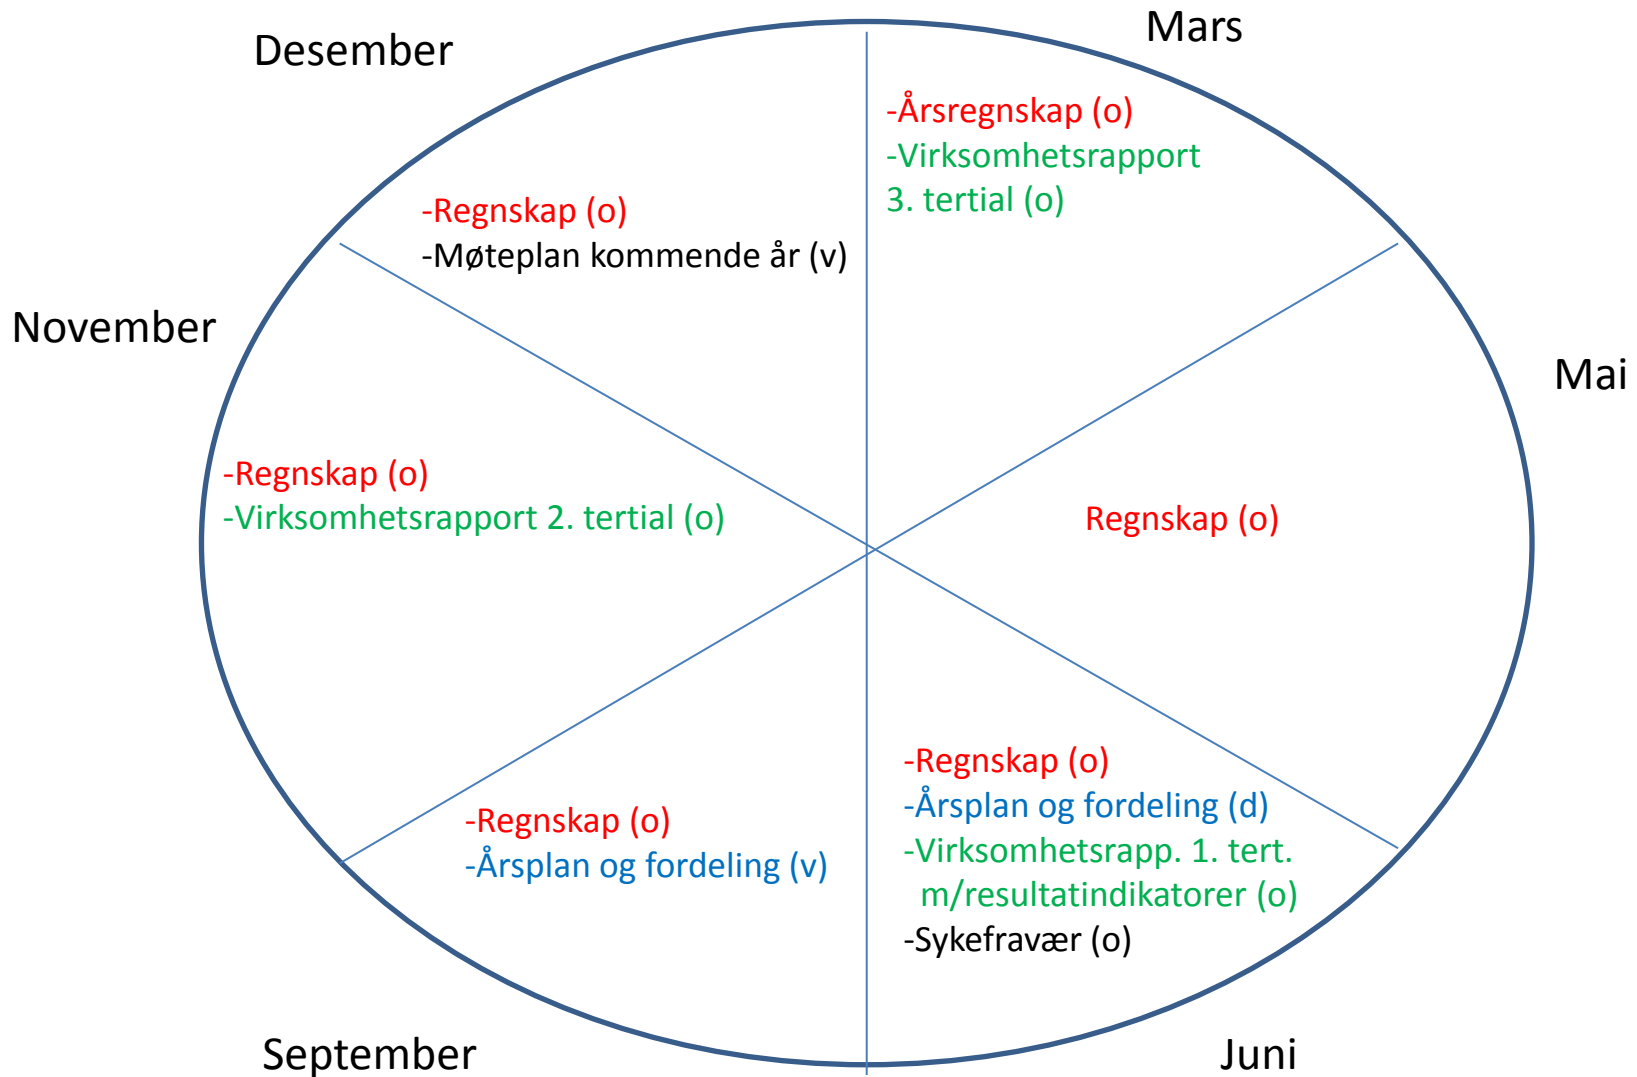 Mars
-Årsregnskap (o)
-Virksomhetsrapport
3. tertial (o)
Mai
Regnskap (o)
Juni
-Regnskap (o)
-Årsplan og fordeling (d)
-Virksomhetsrapp. 1. tert.
m/resultatindikatorer (o)
-Sykefravær (o)
September
-Regnskap (o)
-Årsplan og fordeling (v)
November
-Regnskap (o)
-Virksomhetsrapport 2. tertial (o)
Desember
-Regnskap (o)
-Møteplan kommende år (v)